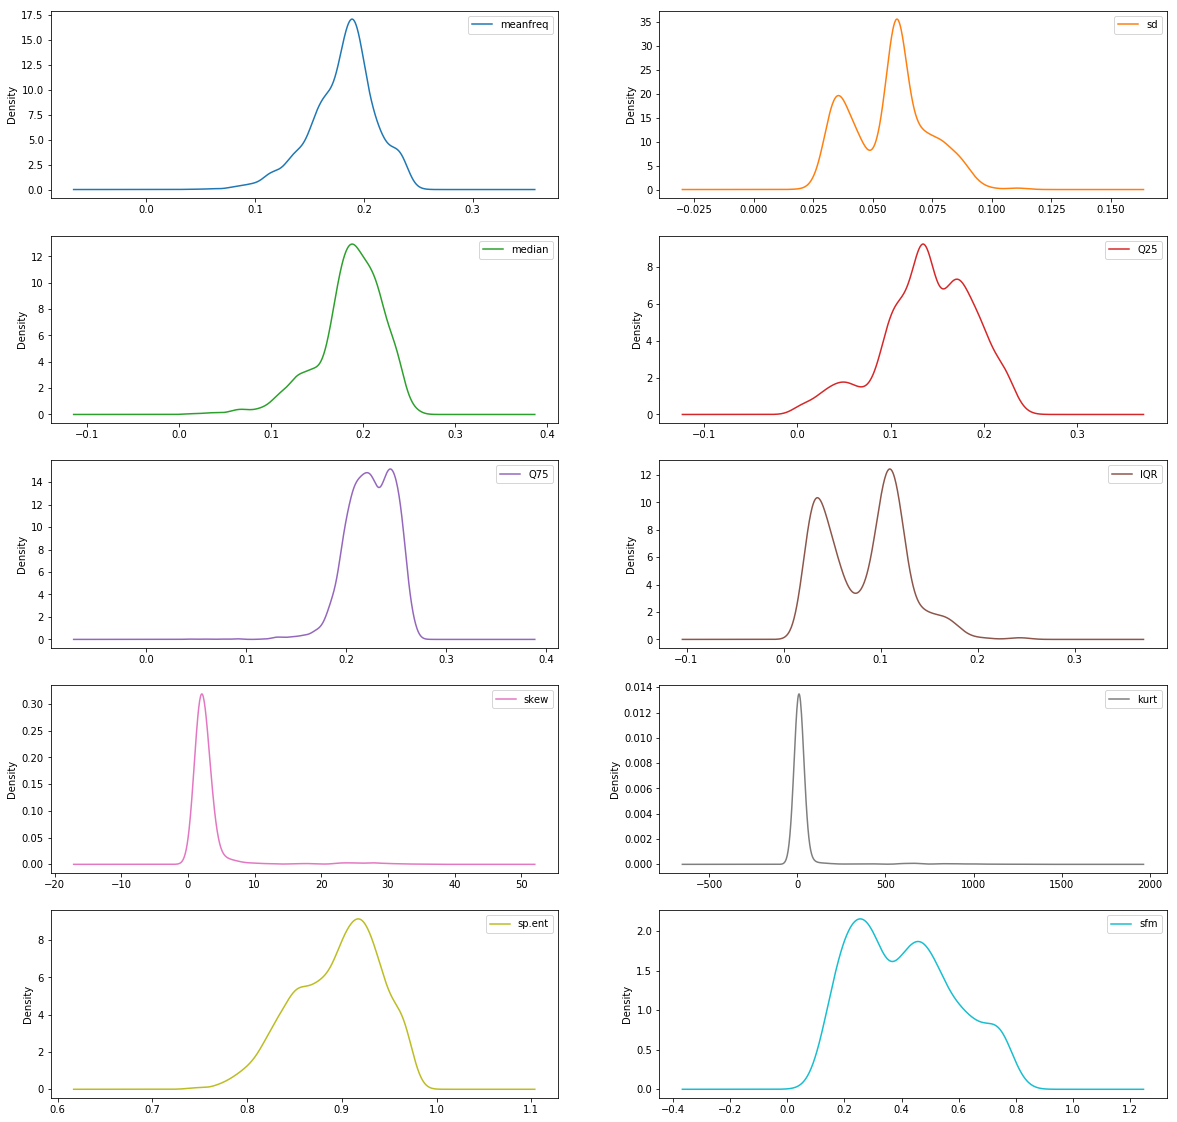 meanfreq
Density
17.5
15.0
12.5
10.0
7.5
5.0
2.5
0.0
0.0 0.1 0.2 0.3
sd
Density
35
30
25
20
15
10
5
0
−0.025 0.000 0.025 0.050 0.075 0.100 0.125 0.150
median
Density
12
10
8
6
4
2
0
−0.1 0.0 0.1 0.2 0.3 0.4
Q25
Density
8
6
4
2
0
−0.1 0.0 0.1 0.2 0.3
Q75
Density
14
12
10
8
6
4
2
0
0.0 0.1 0.2 0.3 0.4
IQR
Density
12
10
8
6
4
2
0
−0.1 0.0 0.1 0.2 0.3
skew
Density
0.30
0.25
0.20
0.15
0.10
0.05
0.00
−20 −10 0 10 20 30 40 50
kurt
Density
0.014
0.012
0.010
0.008
0.006
0.004
0.002
0.000
−500 0 500 1000 1500 2000
sp.ent
Density
8
6
4
2
0
0.6 0.7 0.8 0.9 1.0 1.1
sfm
Density
2.0
1.5
1.0
0.5
0.0
−0.4 −0.2 0.0 0.2 0.4 0.6 0.8 1.0 1.2